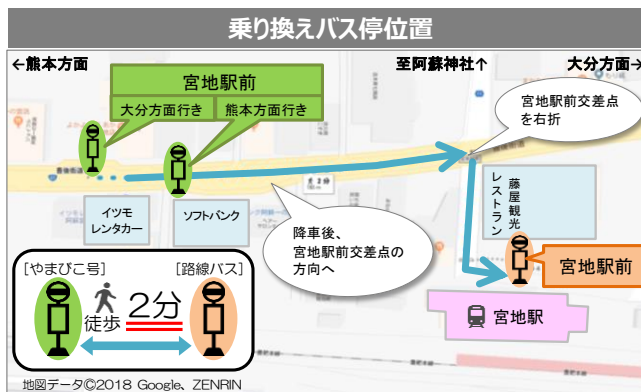 乗り換えバス停位置
←熊本方面
至阿蘇神社↑
大分方面→
宮地駅前
大分方面行き
熊本方面行き
宮地駅前交差点
を右折
イツモ
レンタカー
ソフトバンク
藤屋観光
レストラン
降車後、
宮地駅前交差点の
方向へ
宮地駅前
宮地駅
[やまびこ号]
[路線バス]
徒歩
2分
地図データ©2018 Google、ZENRIN